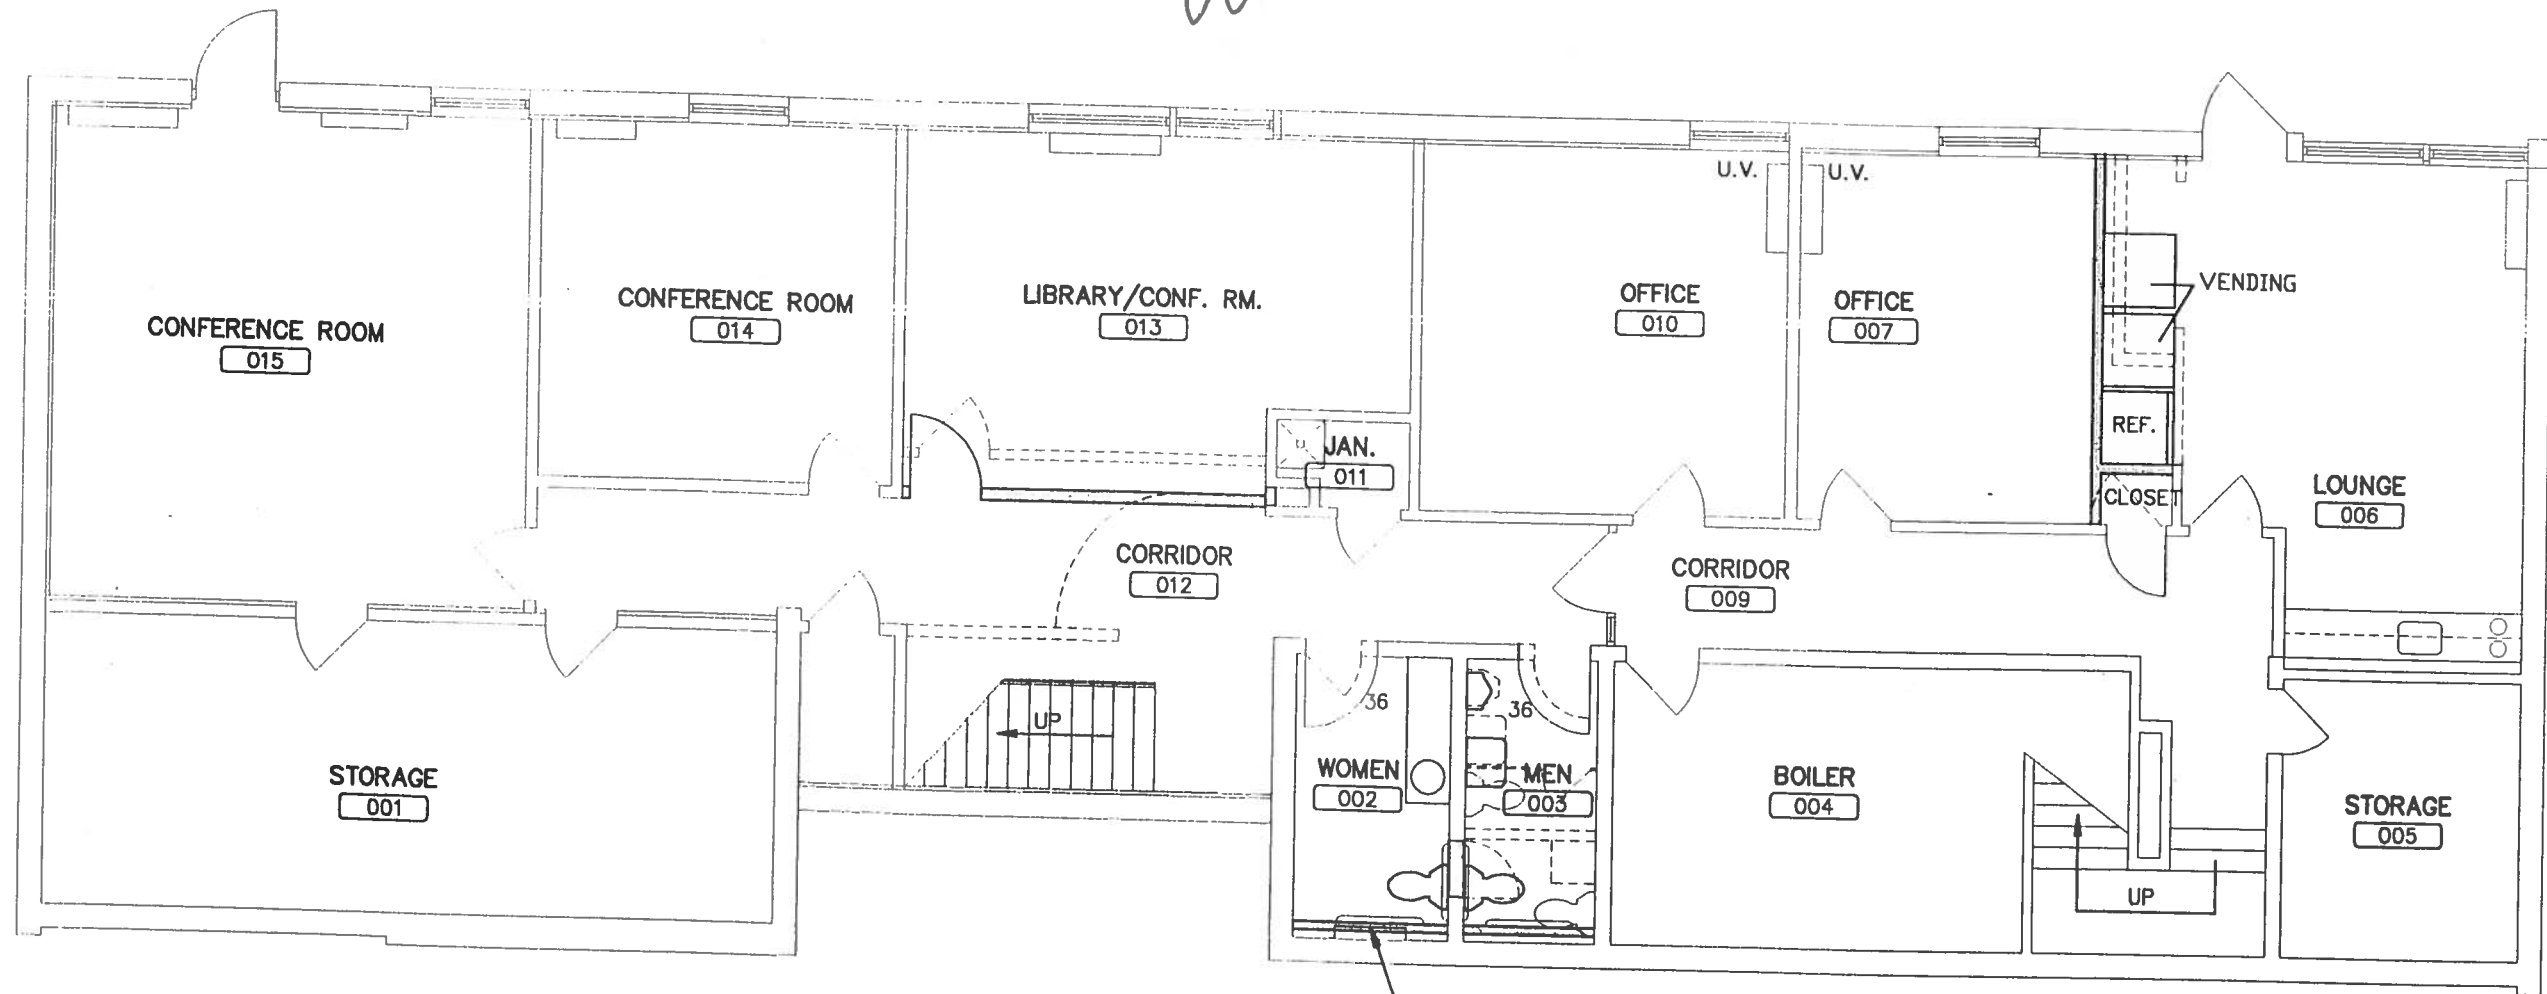 U.V.
U.V.
VENDING
CONFERENCE ROOM
015
CONFERENCE ROOM
014
LIBRARY/CONF. RM.
013
OFFICE
010
OFFICE
007
REF.
JAN.
011
CLOSET
LOUNGE
006
CORRIDOR
012
CORRIDOR
009
36
36
UP
STORAGE
001
WOMEN
002
MEN
003
BOILER
004
STORAGE
005
UP